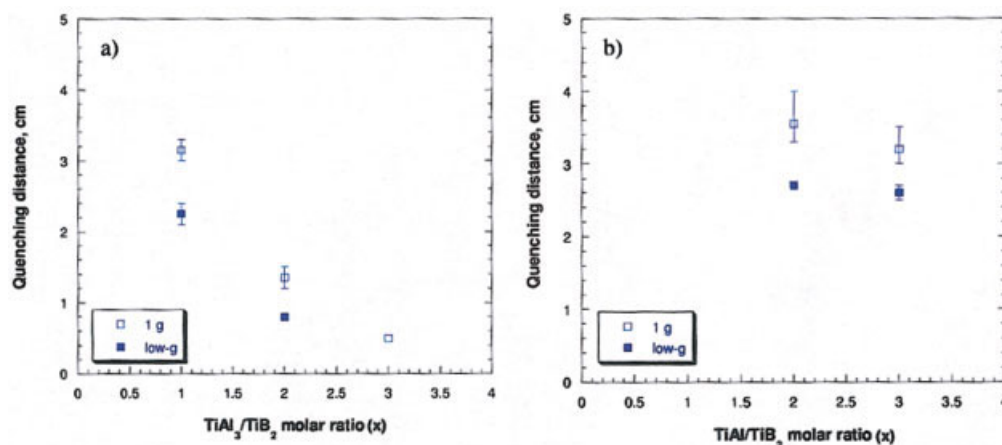 a)
Quenching distance, cm
5
4
3
2
1
0
1 g
low-g
0 0.5 1 1.5 2 2.5 3 3.5 4
TiAl₃/TiB₂ molar ratio (x)
b)
Quenching distance, cm
5
4
3
2
1
0
1 g
low-g
0 0.5 1 1.5 2 2.5 3 3.5 4
TiAl/TiB₂ molar ratio (x)